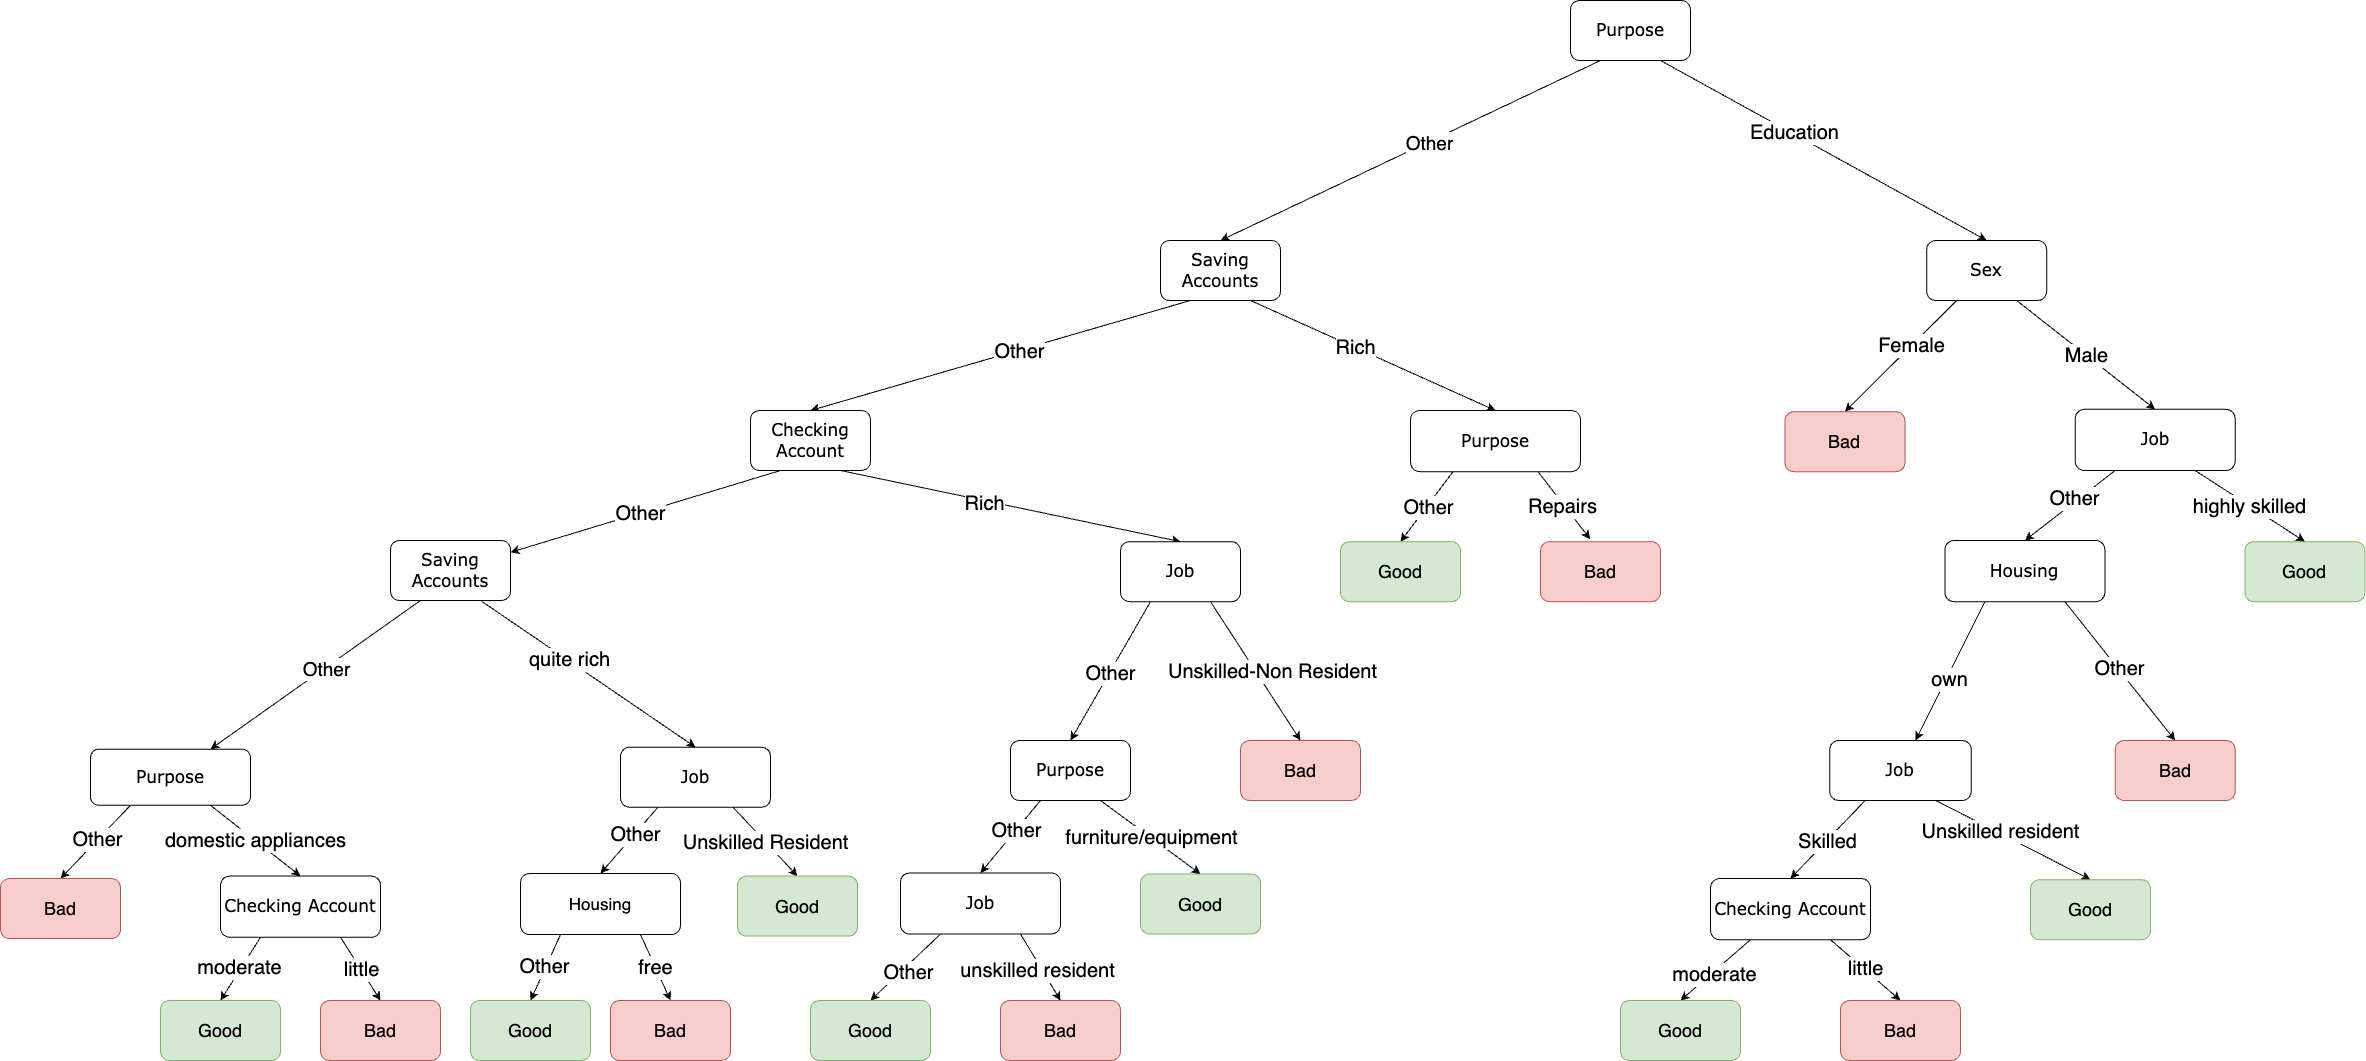 Purpose
Other
Education
Saving
Accounts
Sex
Other
Rich
Female
Male
Checking
Account
Purpose
Bad
Job
Other
Rich
Other
Repairs
Other
highly skilled
Saving
Accounts
Job
Good
Bad
Housing
Good
Other
quite rich
Other
Unskilled-Non Resident
own
Other
Purpose
Job
Purpose
Bad
Job
Bad
Other
domestic appliances
Other
Unskilled Resident
Other
furniture/equipment
Skilled
Unskilled resident
Bad
Checking Account
Housing
Good
Job
Good
Checking Account
Good
moderate
little
Other
free
Other
unskilled resident
moderate
little
Good
Bad
Good
Bad
Good
Bad
Good
Bad